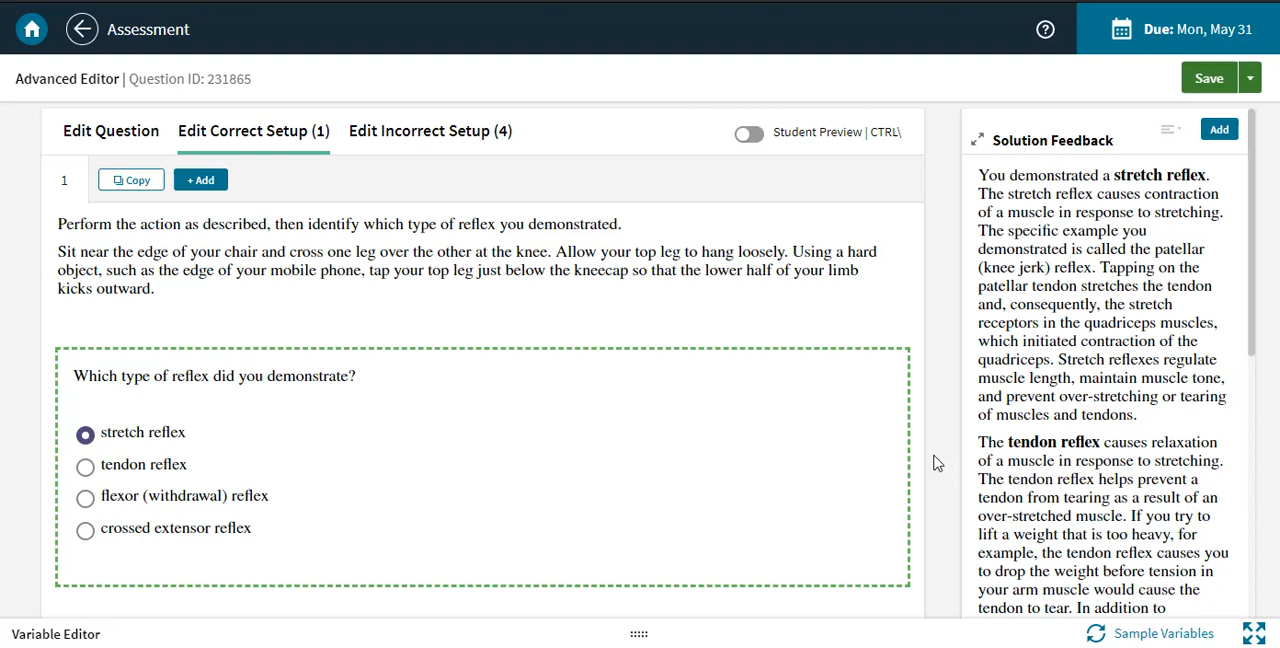 Assessment
Due: Mon, May 31
Advanced Editor | Question ID: 231865
Save
Edit Question
Edit Correct Setup (1)
Edit Incorrect Setup (4)
Student Preview | CTRL\
1
Copy
+ Add
Perform the action as described, then identify which type of reflex you demonstrated.
Sit near the edge of your chair and cross one leg over the other at the knee. Allow your top leg to hang loosely. Using a hard
object, such as the edge of your mobile phone, tap your top leg just below the kneecap so that the lower half of your limb
kicks outward.
Which type of reflex did you demonstrate?
stretch reflex
tendon reflex
flexor (withdrawal) reflex
crossed extensor reflex
Solution Feedback
Add
You demonstrated a stretch reflex.
The stretch reflex causes contraction
of a muscle in response to stretching.
The specific example you
demonstrated is called the patellar
(knee jerk) reflex. Tapping on the
patellar tendon stretches the tendon
and, consequently, the stretch
receptors in the quadriceps muscles,
which initiated contraction of the
quadriceps. Stretch reflexes regulate
muscle length, maintain muscle tone,
and prevent over-stretching or tearing
of muscles and tendons.
The tendon reflex causes relaxation
of a muscle in response to stretching.
The tendon reflex helps prevent a
tendon from tearing as a result of an
over-stretched muscle. If you try to
lift a weight that is too heavy, for
example, the tendon reflex causes you
to drop the weight before tension in
your arm muscle would cause the
tendon to tear. In addition to
Variable Editor
Sample Variables